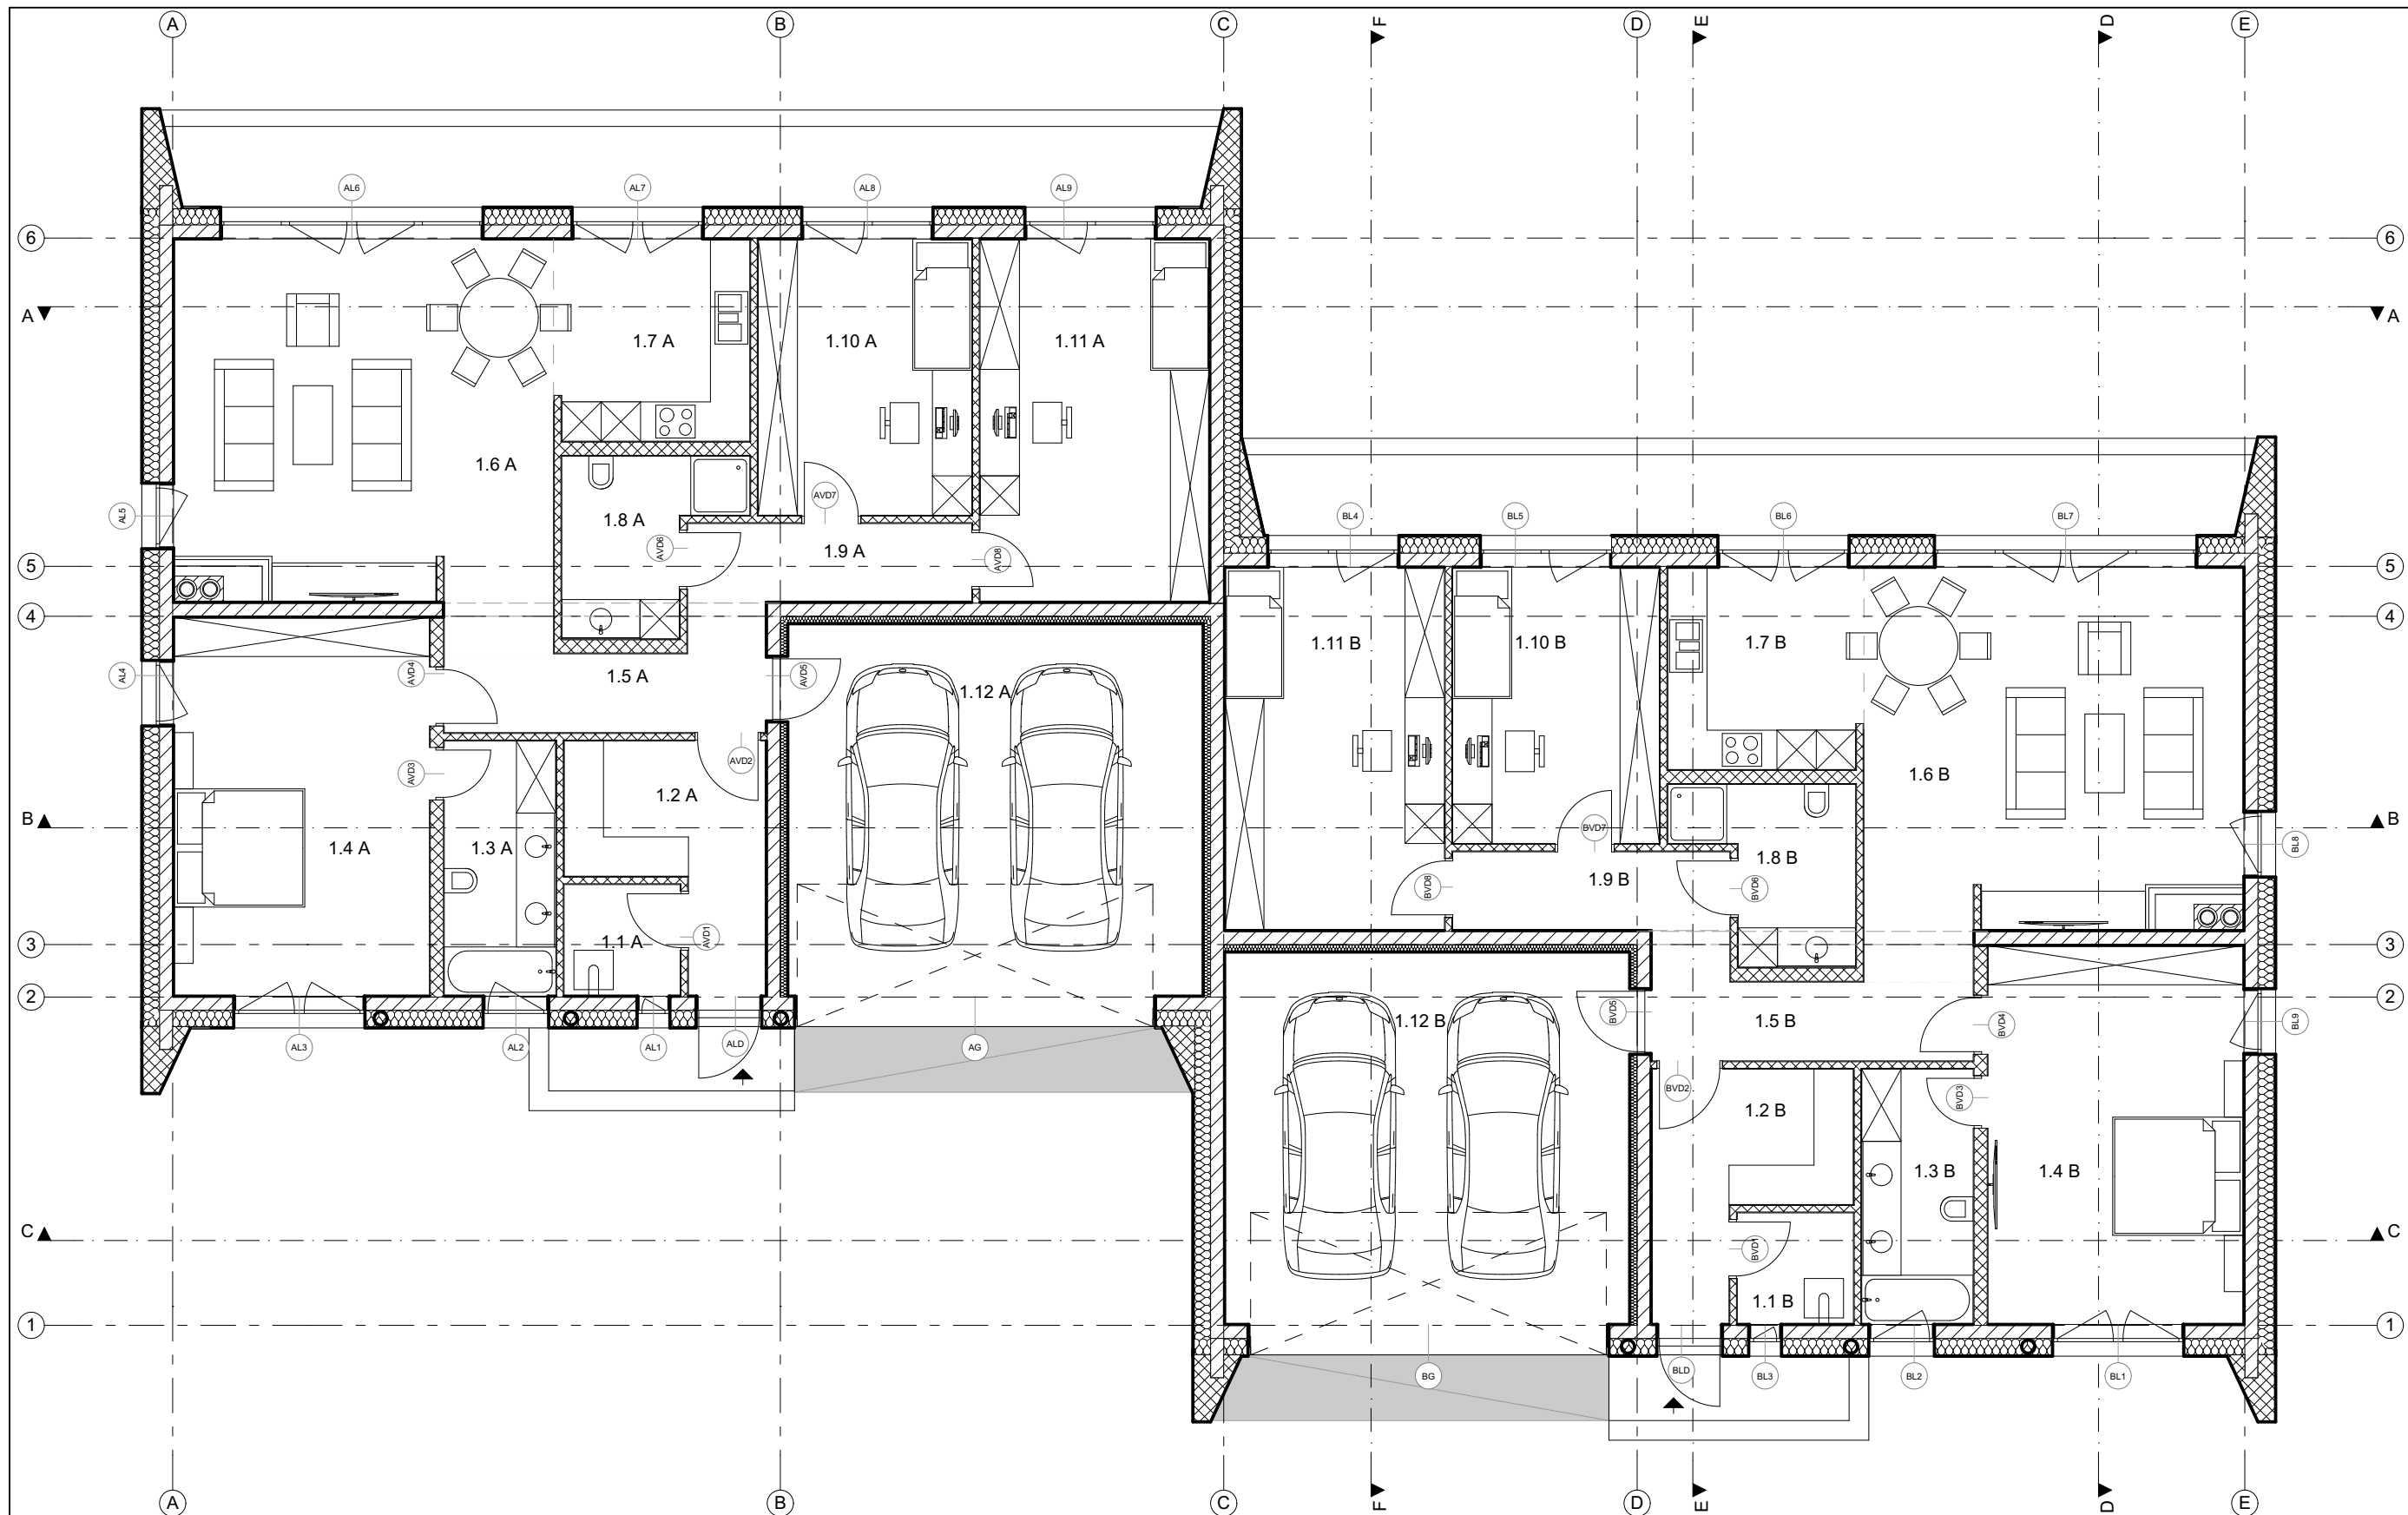 A B C F D E D E
AL6 AL7 AL8 AL9
6 6
A A
1.7 A 1.10 A 1.11 A
1.6 A
AVD7
AL5 1.8 A BL4 BL5 BL6 BL7
AVD6 1.9 A AVD8
5 5
4 4
1.11 B 1.10 B 1.7 B
AL4 AVD4 1.5 A AVD5 1.12 A
AVD3 AVD2 1.6 B
1.2 A
B B
BVD7
1.4 A 1.3 A BL8
1.8 B
1.9 B
BVD8 BVD6
1.1 A AVD1
3 3
2 2
BVD5 1.12 B 1.5 B BVD4 BL9
AL3 AL2 AL1 ALD AG
BVD2 BVD3
1.2 B
1.3 B 1.4 B
C C
BVD1
1.1 B
1 1
BG BLD BL3 BL2 BL1
A B C F D E D E